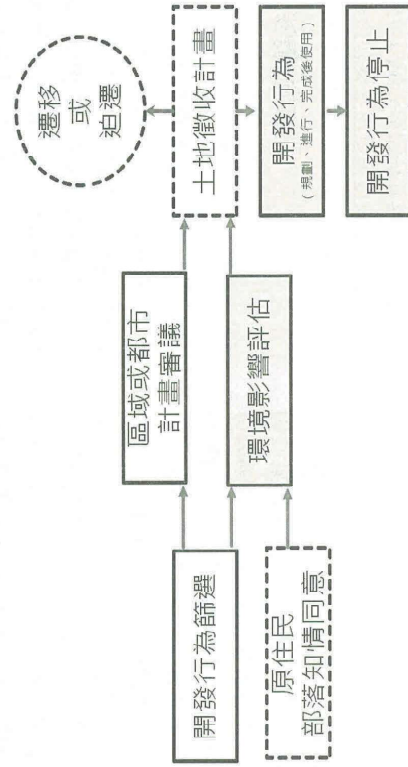 開發行為篩選
原住民
部落知情同意
區域或都市
計畫審議
環境影響評估
遷移
或
迫遷
土地徵收計畫
開發行為
(規劃、進行、完成後使用)
開發行為停止